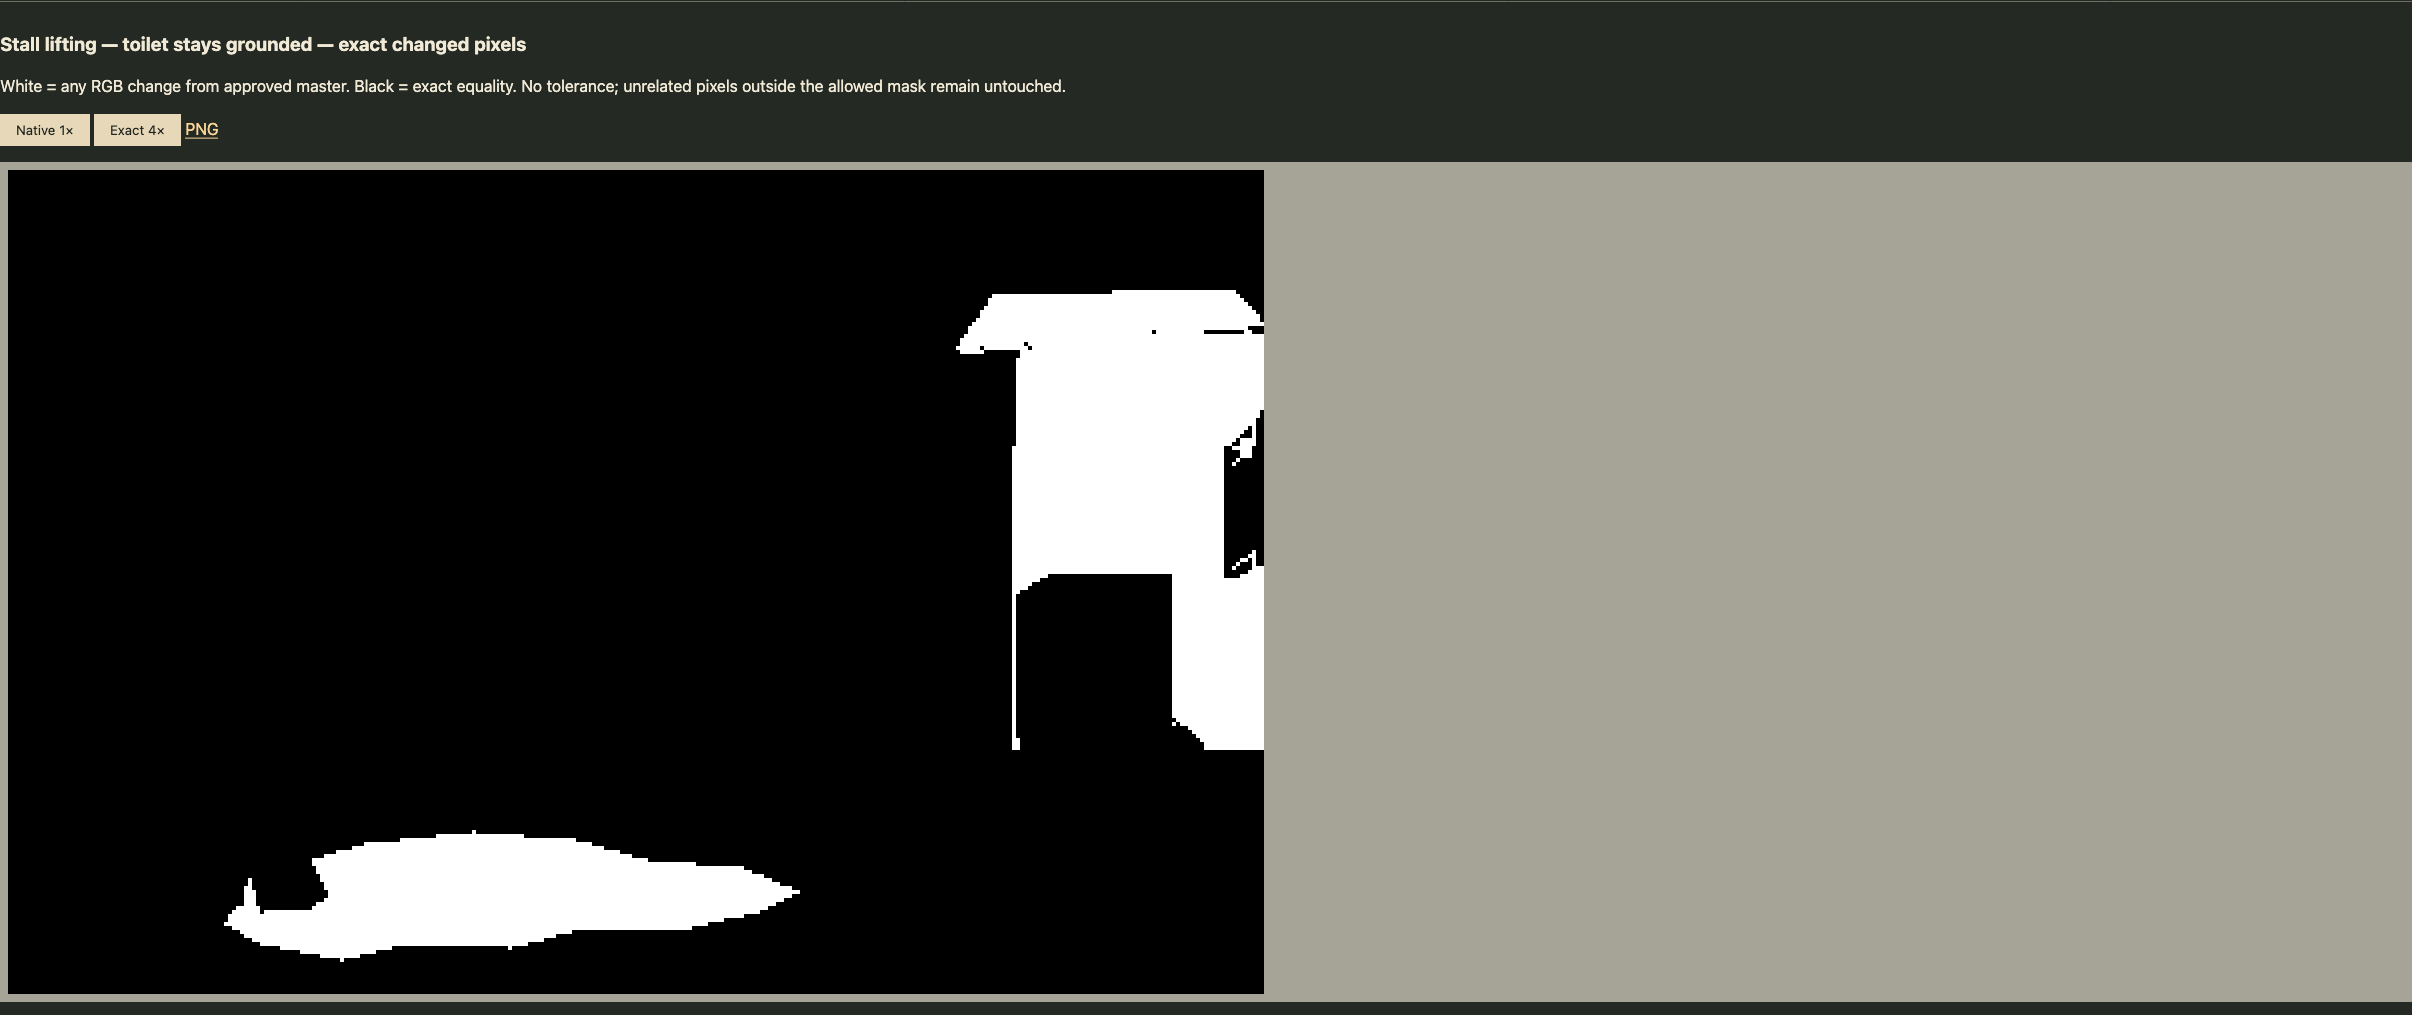 Stall lifting — toilet stays grounded — exact changed pixels
White = any RGB change from approved master. Black = exact equality. No tolerance; unrelated pixels outside the allowed mask remain untouched.
Native 1× Exact 4× PNG